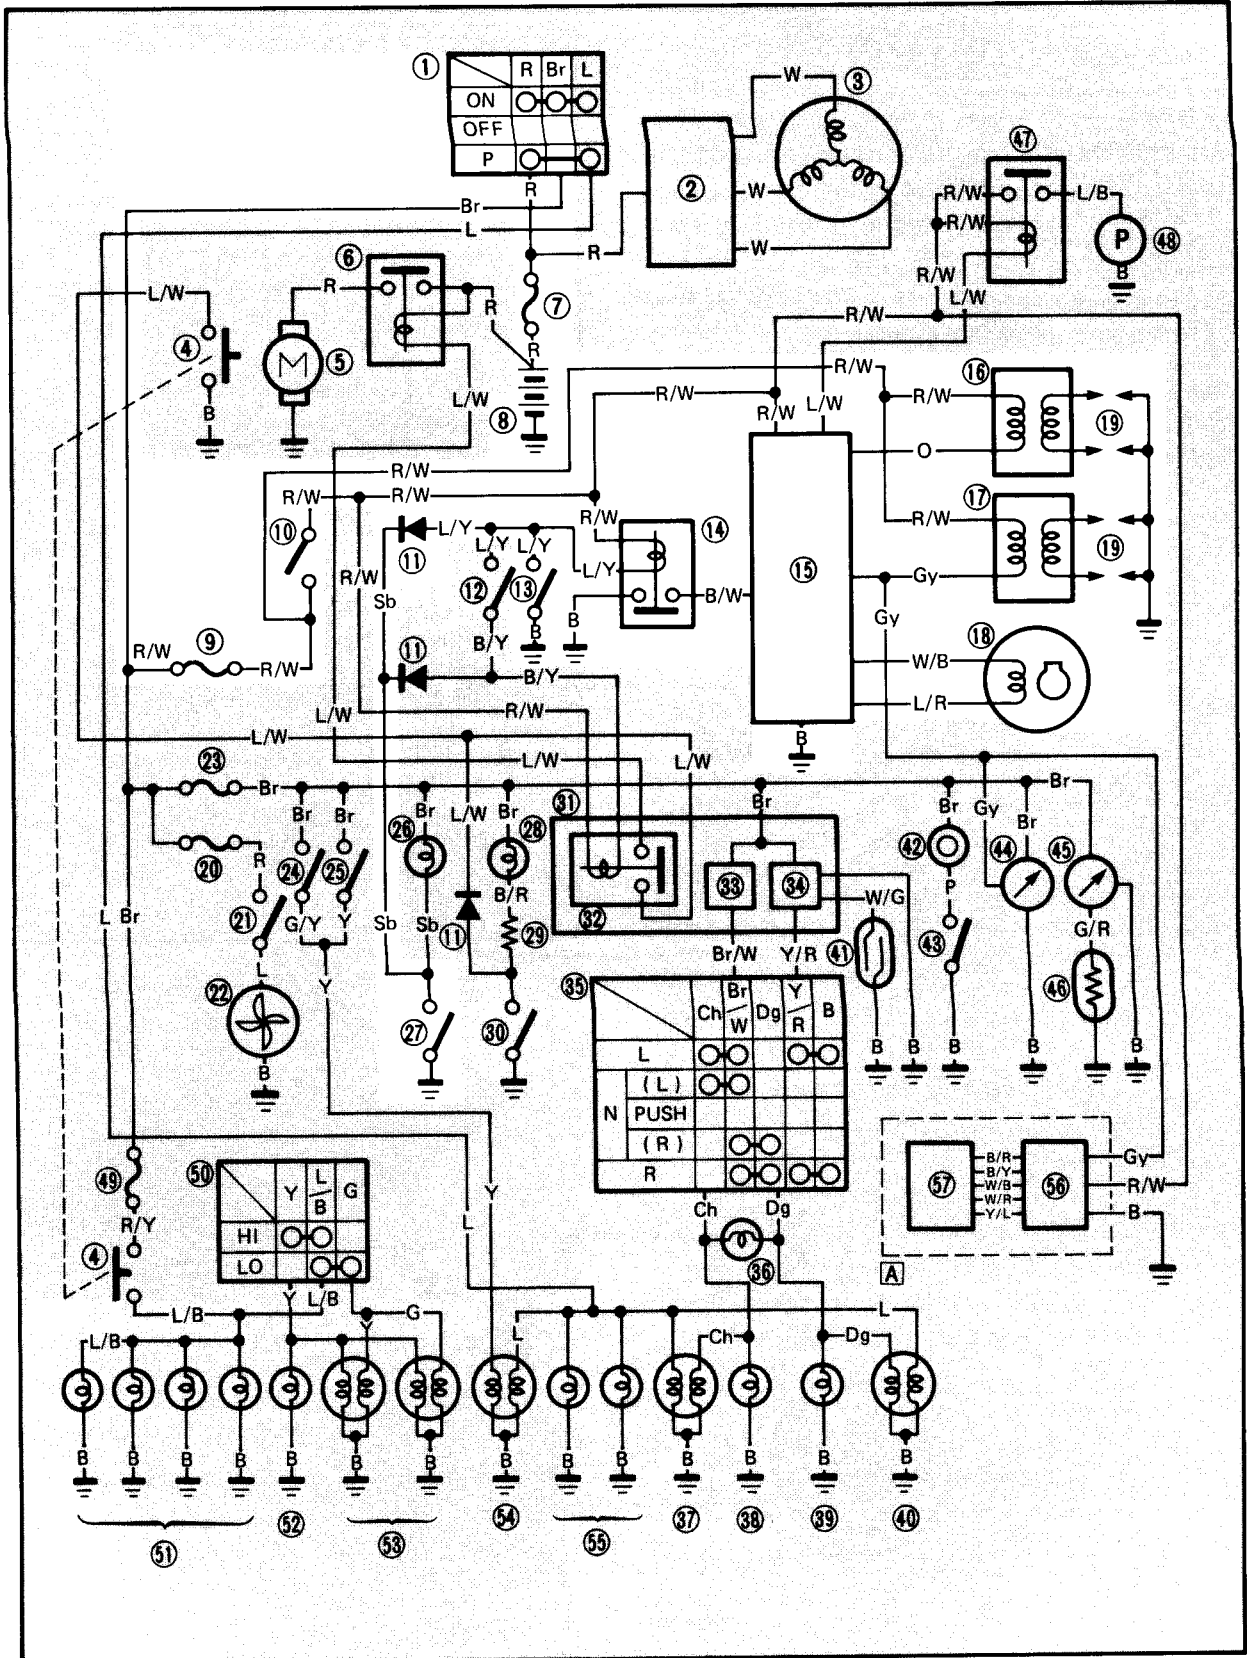 ① R Br L
ON
OFF
P
R
Br
L
R
② W W W ③
㊼ R/W L/B
R/W
P ㊽
B
R/W L/W
⑥ R R ⑦
R
L/W ④ B
M ⑤
L/W
⑧
R/W
R/W
R/W
R/W L/W
⑯ R/W ⑲
O
⑰ R/W ⑲
Gy
Gy
R/W
R/W R/W
⑩
R/W
⑪ L/Y L/Y L/Y
R/W L/Y ⑭
Sb ⑫ ⑬
B/Y B B B/W ⑮
⑱ W/B
L/R
B
R/W ⑨ R/W
⑪ B/Y
R/W
L/W
L/W
L/W
L/W
㉓ Br
Br Br Br L/W Br Br Br Gy Br Br
⑳ R
㉔ ㉕ ㉖ ㉘ ㉛ ㊷ ㊹ ㊺
㉝ ㉞
L Br ㉑ G/Y Y Sb Sb ⑪ B/R ㉙ ㉜ W/G P G/R
L Y Br/W Y/R ㊶ ㊸ ㊻
㉒
B
㉗ ㉚
㉟ Ch Br/W Dg Y/R B
L
N (L)
PUSH
(R)
R
B B B B B B
Ch Dg
㊱
㊾
R/Y
④
㊿ Y L/B G
HI
LO
Y L/B
Y
L
57 B/R B/Y W/B W/R Y/L 56 Gy
R/W
B
A
L/B G
L/B Y L Ch Dg L
B B B B B B B B B B B B B
51 52 53 54 55 ㊲ ㊳ ㊴ ㊵